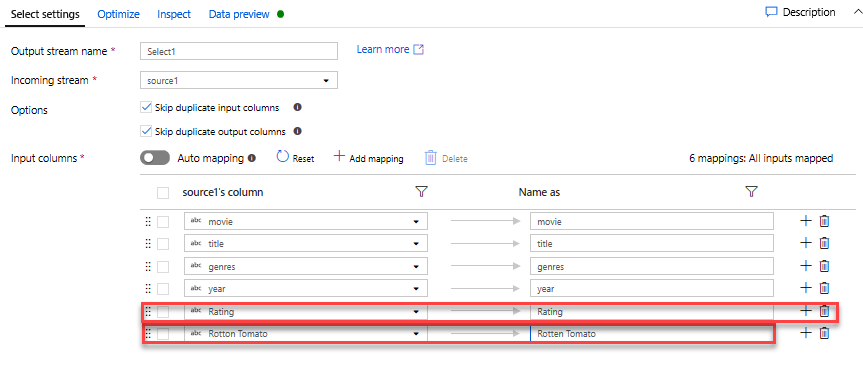 Select settings Optimize Inspect Data preview Description
Output stream name * Select1 Learn more
Incoming stream * source1
Options Skip duplicate input columns
Skip duplicate output columns
Input columns * Auto mapping Reset Add mapping Delete 6 mappings: All inputs mapped
source1's column Name as
abc movie movie
abc title title
abc genres genres
abc year year
abc Rating Rating
abc Rotton Tomato Rotten Tomato